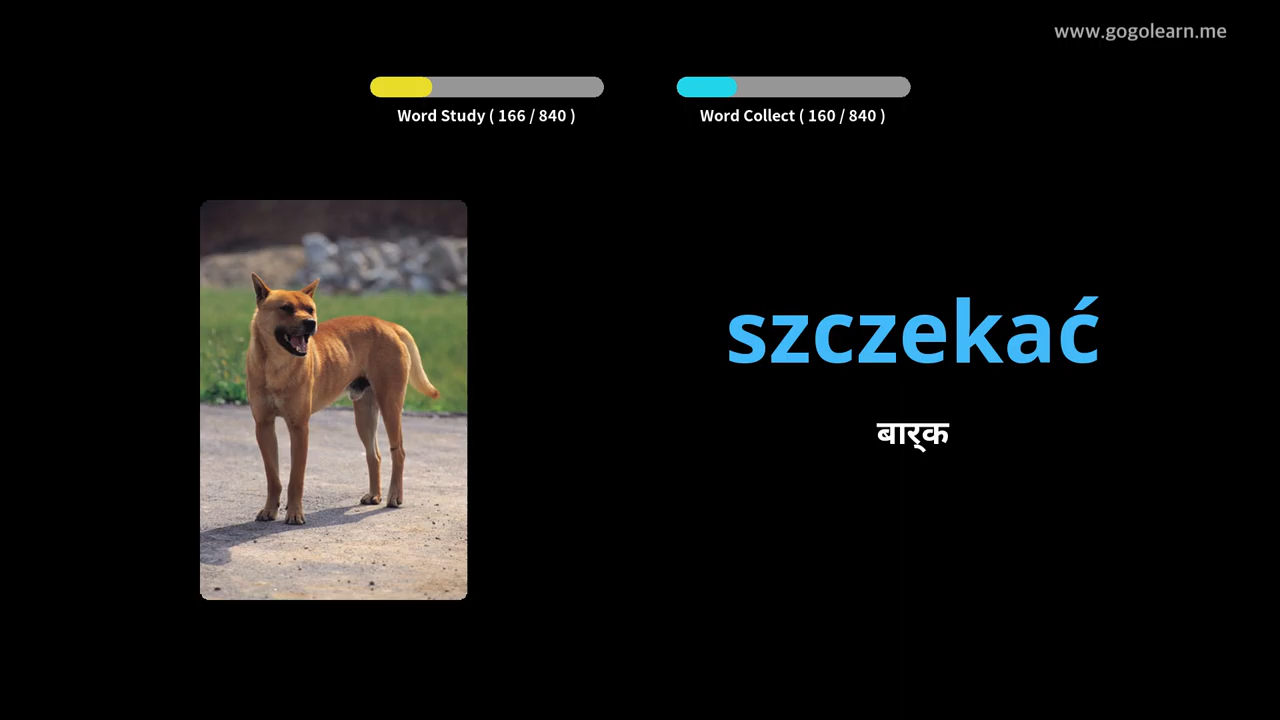 www.gogolearn.me
Word Study ( 166 / 840 )
Word Collect ( 160 / 840 )
szczekać
बार्क